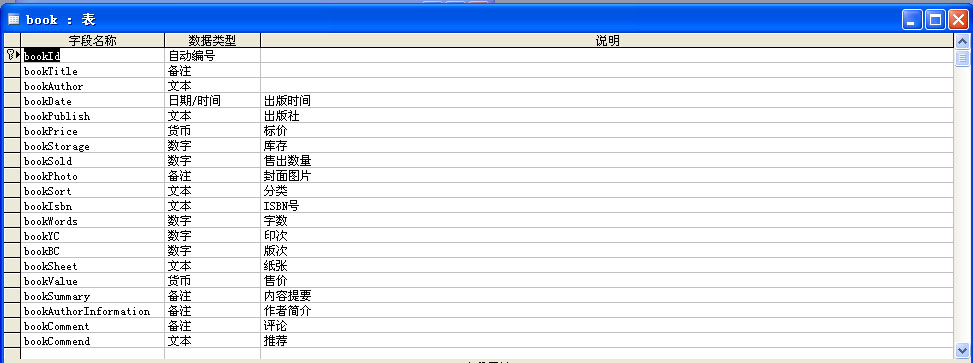 book : 表
字段名称 数据类型 说明
bookId 自动编号
bookTitle 备注
bookAuthor 文本
bookDate 日期/时间 出版时间
bookPublish 文本 出版社
bookPrice 货币 标价
bookStorage 数字 库存
bookSold 数字 售出数量
bookPhoto 备注 封面图片
bookSort 文本 分类
bookIsbn 文本 ISBN号
bookWords 数字 字数
bookYC 数字 印次
bookBC 数字 版次
bookSheet 文本 纸张
bookValue 货币 售价
bookSummary 备注 内容提要
bookAuthorInformation 备注 作者简介
bookComment 备注 评论
bookCommend 文本 推荐